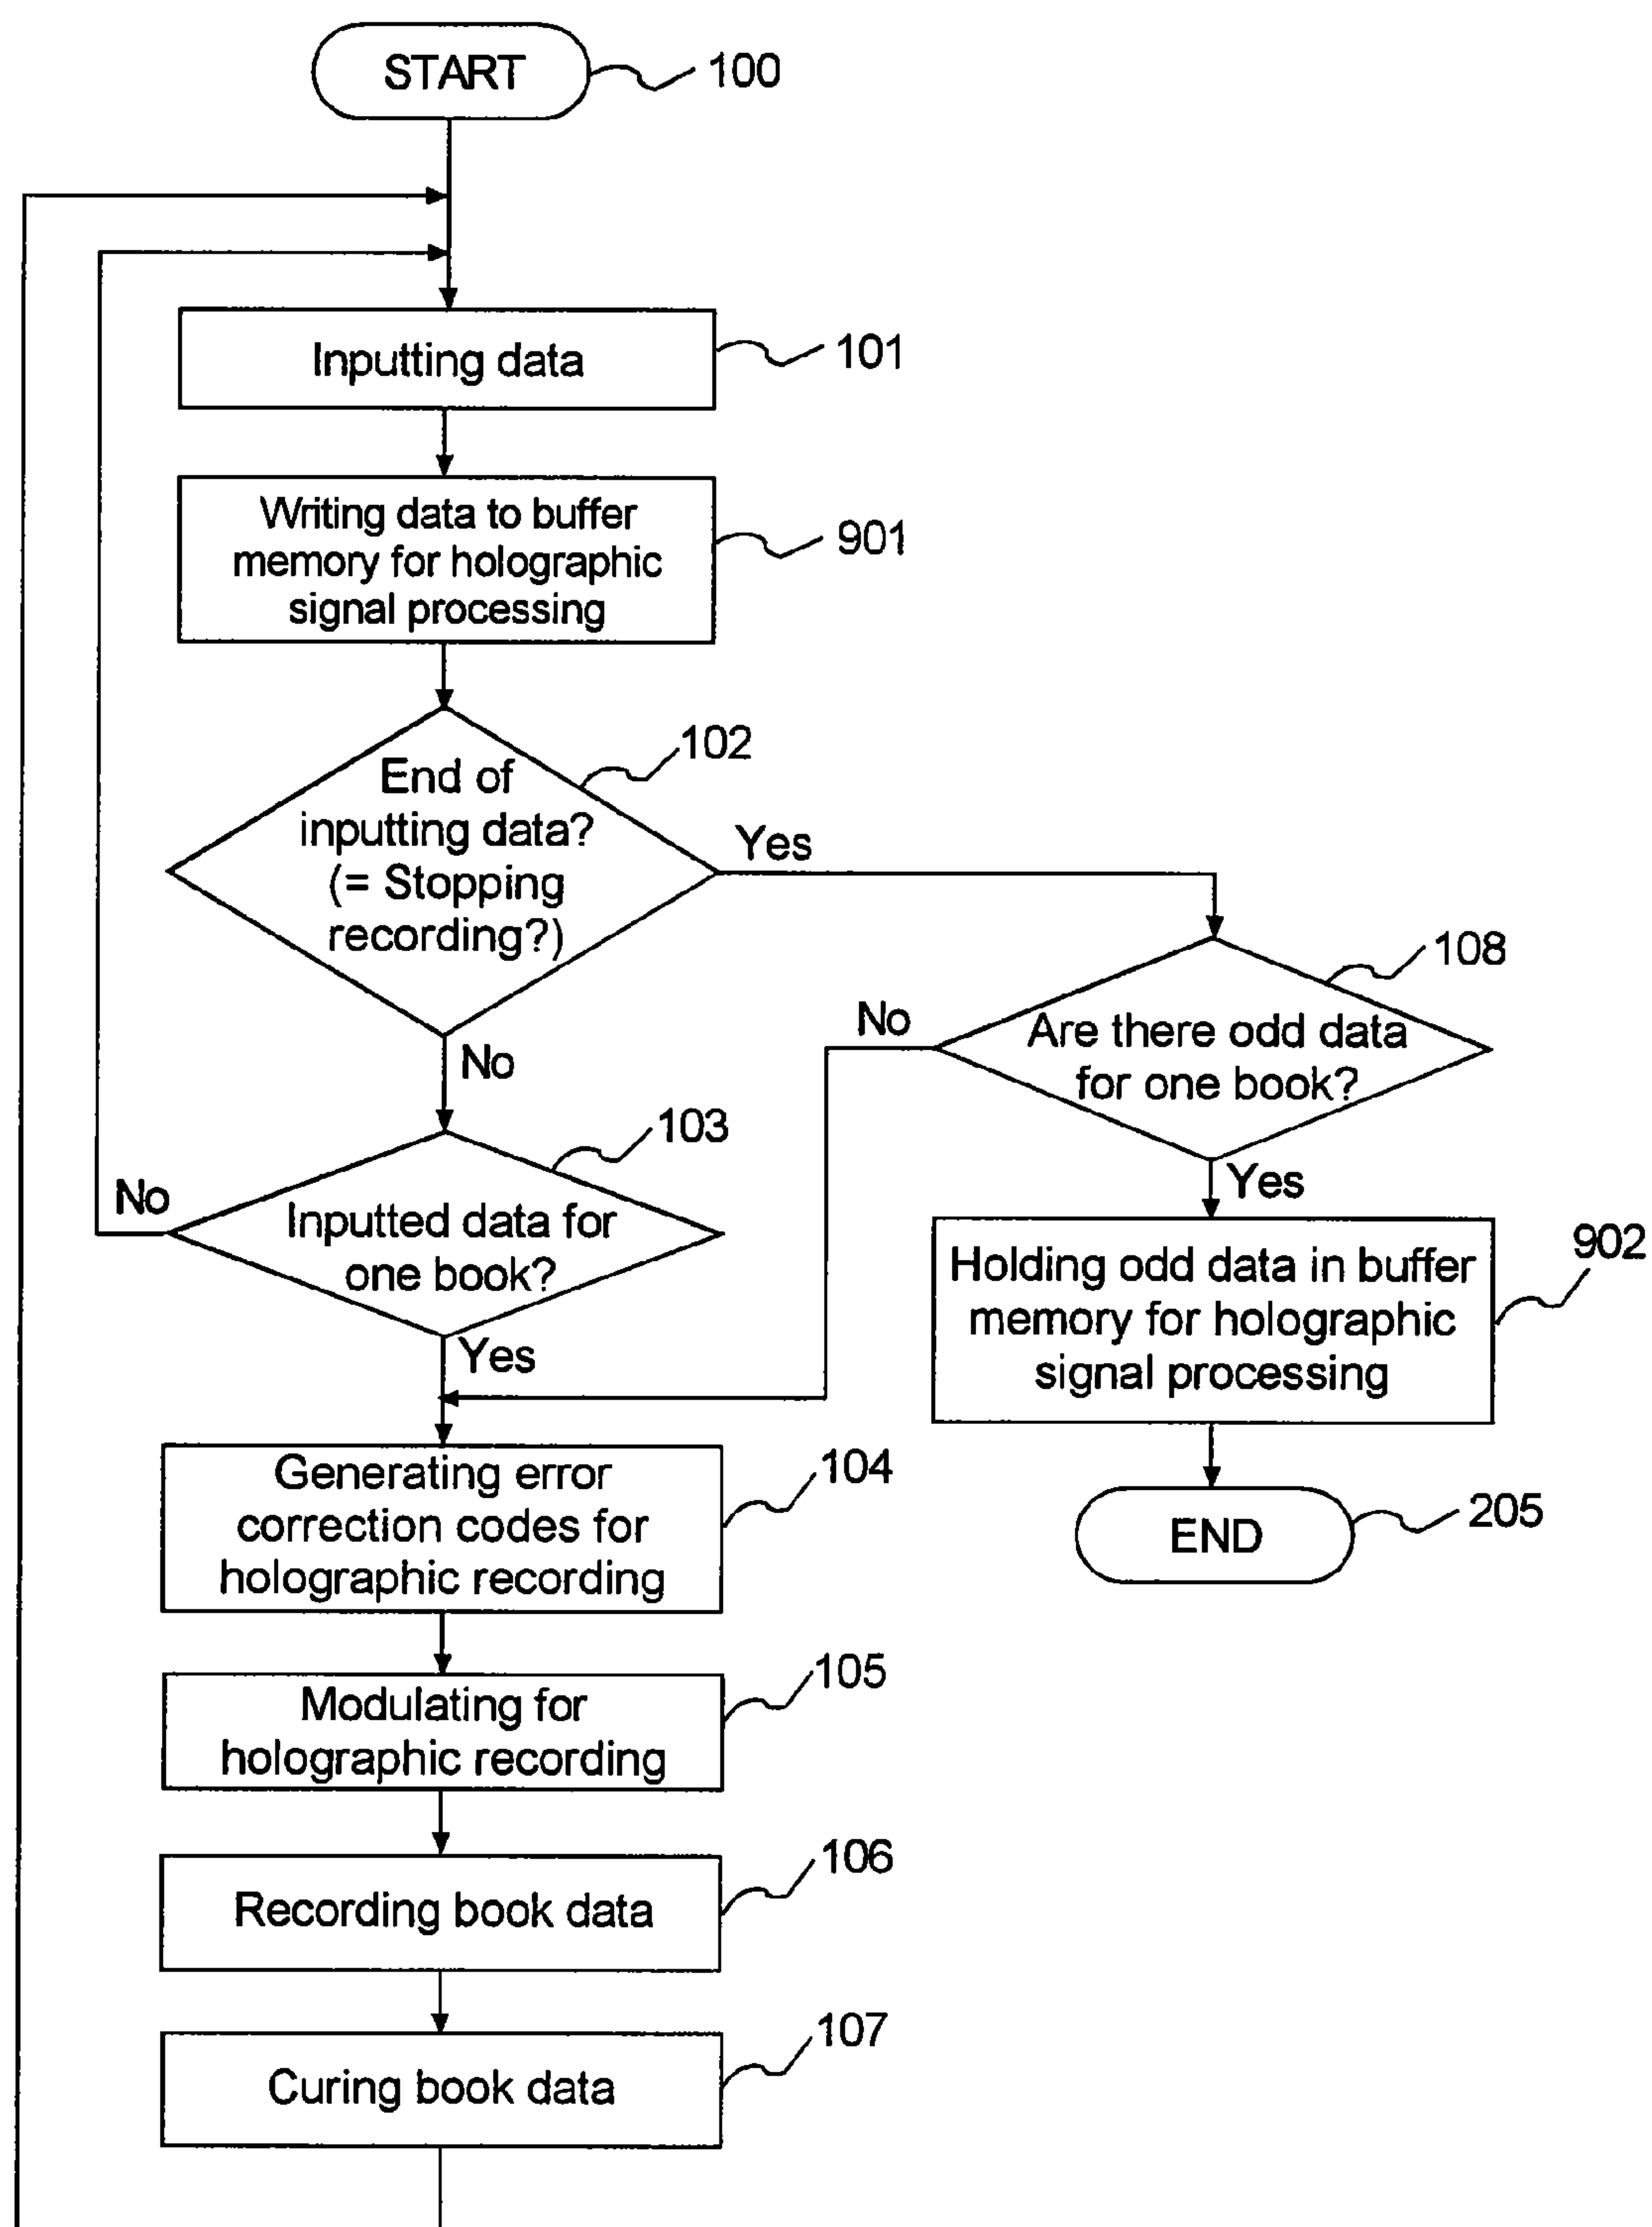 START
100
Inputting data
101
Writing data to buffer
memory for holographic
signal processing
901
End of
inputting data?
(= Stopping
recording?)
102
Yes
No
Are there odd data
for one book?
108
No
Yes
Inputted data for
one book?
103
No
Yes
Holding odd data in buffer
memory for holographic
signal processing
902
END
205
Generating error
correction codes for
holographic recording
104
Modulating for
holographic recording
105
Recording book data
106
Curing book data
107